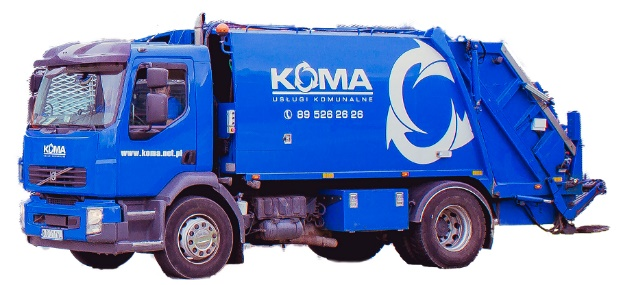 KOMA
USŁUGI KOMUNALNE
89 526 26 26
KOMA
www.koma.net.pl